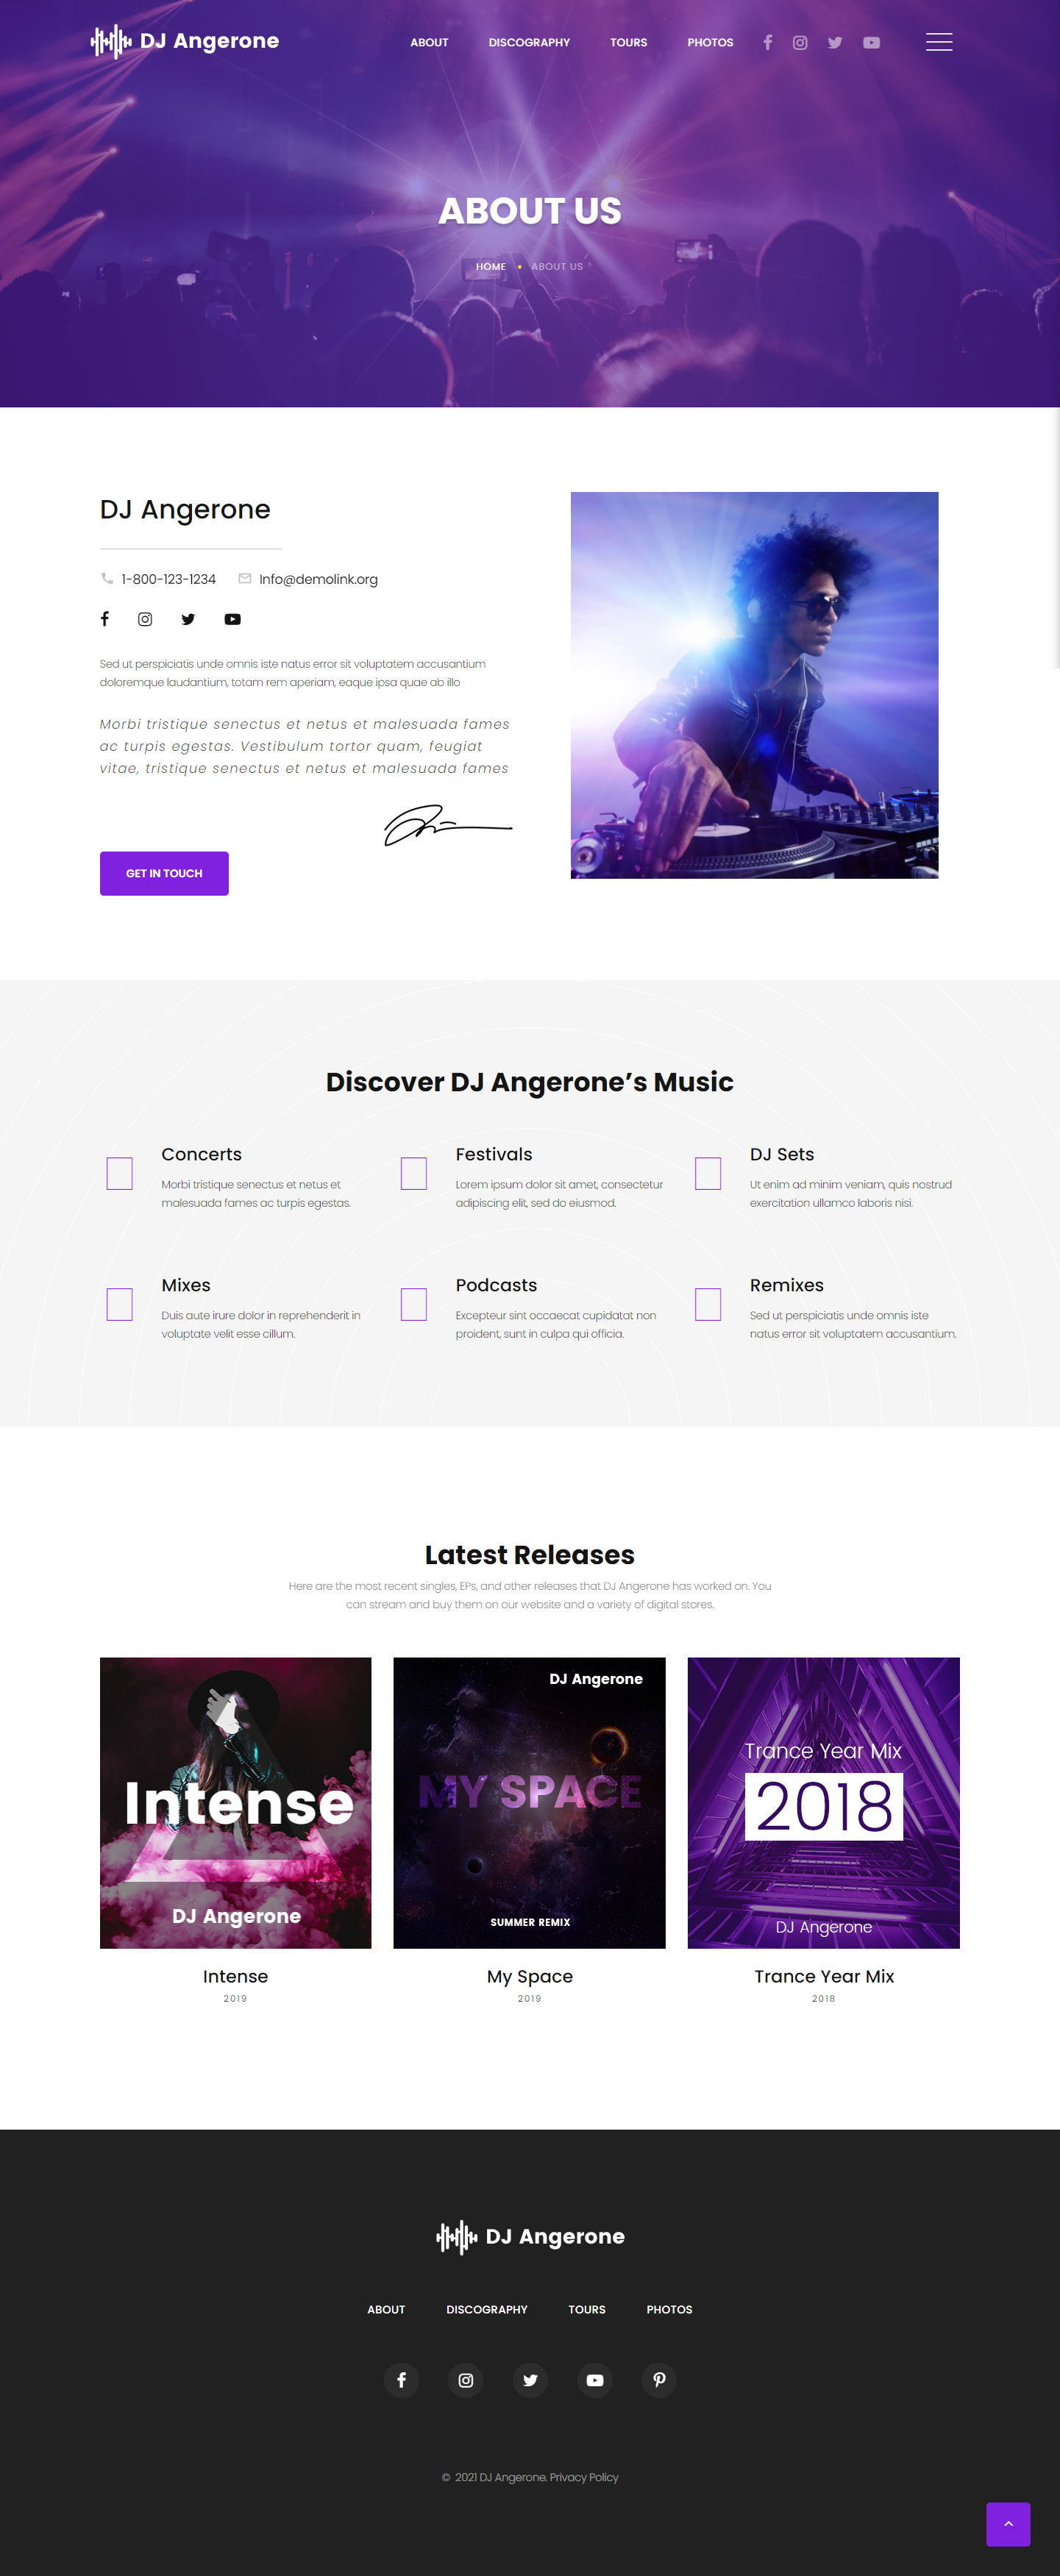 DJ Angerone
ABOUT
DISCOGRAPHY
TOURS
PHOTOS
ABOUT US
HOME
ABOUT US
DJ Angerone
1-800-123-1234
Info@demolink.org
Sed ut perspiciatis unde omnis iste natus error sit voluptatem accusantium
doloremque laudantium, totam rem aperiam, eaque ipsa quae ab illo
Morbi tristique senectus et netus et malesuada fames
ac turpis egestas. Vestibulum tortor quam, feugiat
vitae, tristique senectus et netus et malesuada fames
GET IN TOUCH
Discover DJ Angerone’s Music
Concerts
Morbi tristique senectus et netus et
malesuada fames ac turpis egestas.
Festivals
Lorem ipsum dolor sit amet, consectetur
adipiscing elit, sed do eiusmod.
DJ Sets
Ut enim ad minim veniam, quis nostrud
exercitation ullamco laboris nisi.
Mixes
Duis aute irure dolor in reprehenderit in
voluptate velit esse cillum.
Podcasts
Excepteur sint occaecat cupidatat non
proident, sunt in culpa qui officia.
Remixes
Sed ut perspiciatis unde omnis iste
natus error sit voluptatem accusantium.
Latest Releases
Here are the most recent singles, EPs, and other releases that DJ Angerone has worked on. You
can stream and buy them on our website and a variety of digital stores.
Intense
DJ Angerone
DJ Angerone
MY SPACE
SUMMER REMIX
Trance Year Mix
2018
DJ Angerone
Intense
2019
My Space
2019
Trance Year Mix
2018
DJ Angerone
ABOUT
DISCOGRAPHY
TOURS
PHOTOS
© 2021 DJ Angerone. Privacy Policy